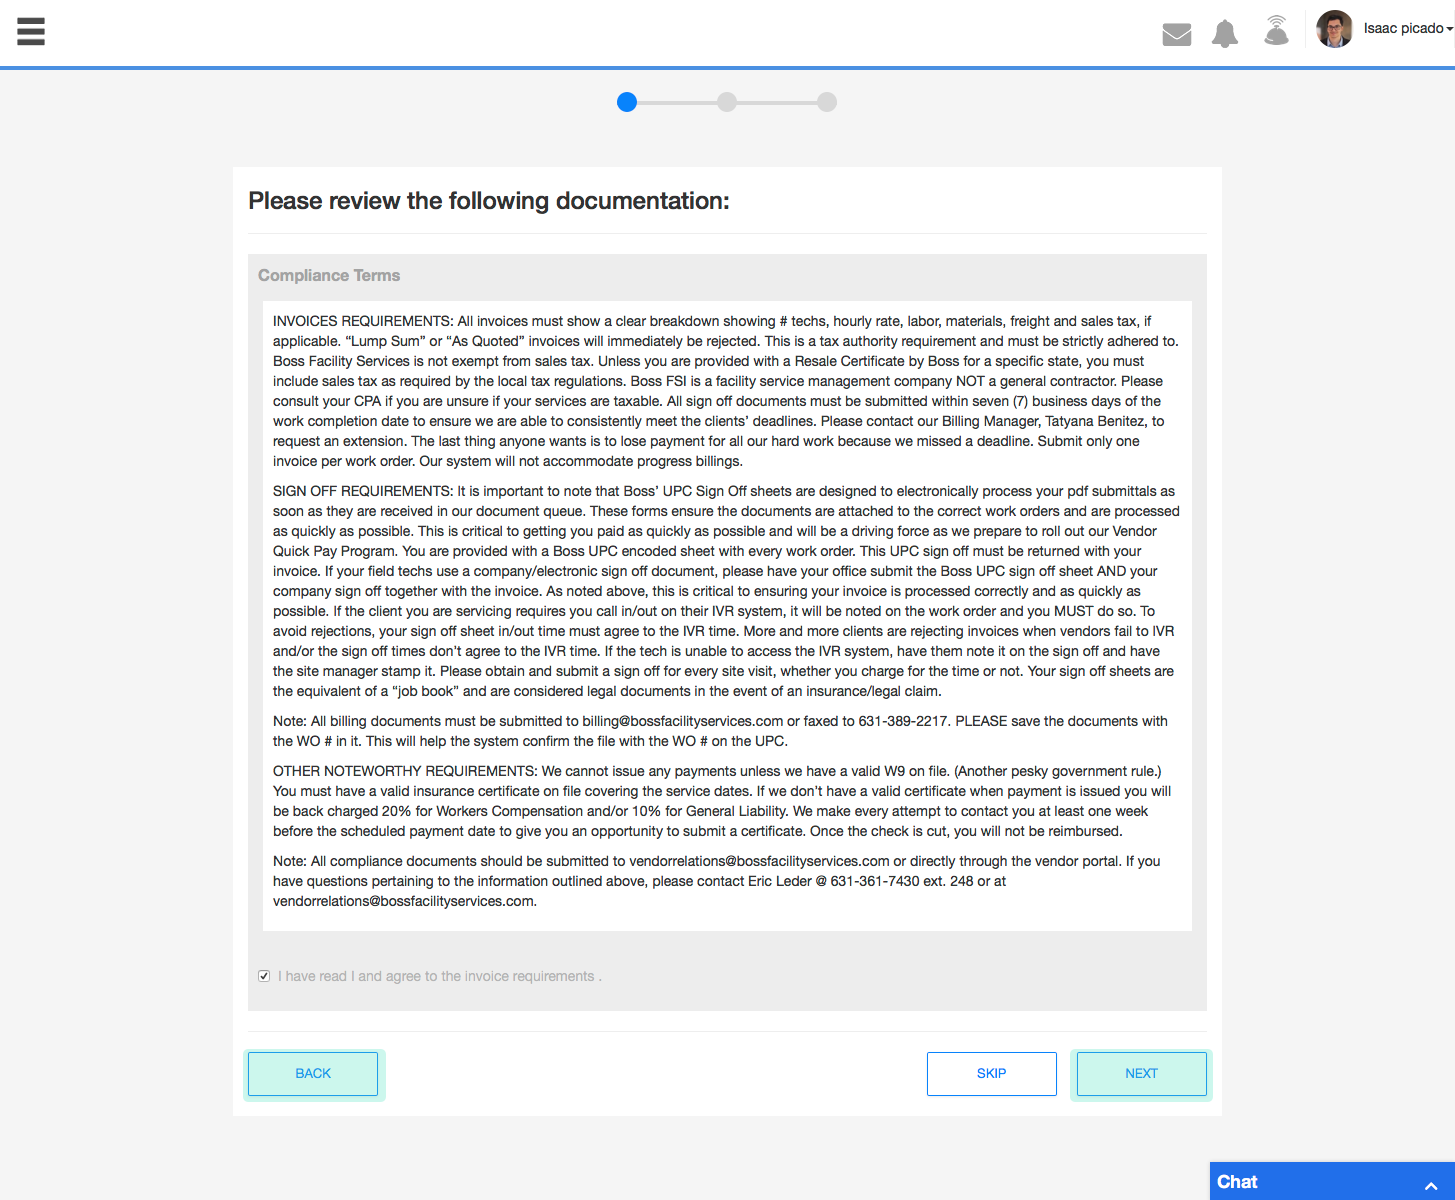 Isaac picado
Please review the following documentation:
Compliance Terms
INVOICES REQUIREMENTS: All invoices must show a clear breakdown showing # techs, hourly rate, labor, materials, freight and sales tax, if
applicable. “Lump Sum” or “As Quoted” invoices will immediately be rejected. This is a tax authority requirement and must be strictly adhered to.
Boss Facility Services is not exempt from sales tax. Unless you are provided with a Resale Certificate by Boss for a specific state, you must
include sales tax as required by the local tax regulations. Boss FSI is a facility service management company NOT a general contractor. Please
consult your CPA if you are unsure if your services are taxable. All sign off documents must be submitted within seven (7) business days of the
work completion date to ensure we are able to consistently meet the clients’ deadlines. Please contact our Billing Manager, Tatyana Benitez, to
request an extension. The last thing anyone wants is to lose payment for all our hard work because we missed a deadline. Submit only one
invoice per work order. Our system will not accommodate progress billings.
SIGN OFF REQUIREMENTS: It is important to note that Boss’ UPC Sign Off sheets are designed to electronically process your pdf submittals as
soon as they are received in our document queue. These forms ensure the documents are attached to the correct work orders and are processed
as quickly as possible. This is critical to getting you paid as quickly as possible and will be a driving force as we prepare to roll out our Vendor
Quick Pay Program. You are provided with a Boss UPC encoded sheet with every work order. This UPC sign off must be returned with your
invoice. If your field techs use a company/electronic sign off document, please have your office submit the Boss UPC sign off sheet AND your
company sign off together with the invoice. As noted above, this is critical to ensuring your invoice is processed correctly and as quickly as
possible. If the client you are servicing requires you call in/out on their IVR system, it will be noted on the work order and you MUST do so. To
avoid rejections, your sign off sheet in/out time must agree to the IVR time. More and more clients are rejecting invoices when vendors fail to IVR
and/or the sign off times don't agree to the IVR time. If the tech is unable to access the IVR system, have them note it on the sign off and have
the site manager stamp it. Please obtain and submit a sign off for every site visit, whether you charge for the time or not. Your sign off sheets are
the equivalent of a “job book” and are considered legal documents in the event of an insurance/legal claim.
Note: All billing documents must be submitted to billing@bossfacilityservices.com or faxed to 631-389-2217. PLEASE save the documents with
the WO # in it. This will help the system confirm the file with the WO # on the UPC.
OTHER NOTEWORTHY REQUIREMENTS: We cannot issue any payments unless we have a valid W9 on file. (Another pesky government rule.)
You must have a valid insurance certificate on file covering the service dates. If we don't have a valid certificate when payment is issued you will
be back charged 20% for Workers Compensation and/or 10% for General Liability. We make every attempt to contact you at least one week
before the scheduled payment date to give you an opportunity to submit a certificate. Once the check is cut, you will not be reimbursed.
Note: All compliance documents should be submitted to vendorrelations@bossfacilityservices.com or directly through the vendor portal. If you
have questions pertaining to the information outlined above, please contact Eric Leder @ 631-361-7430 ext. 248 or at
vendorrelations@bossfacilityservices.com.
I have read I and agree to the invoice requirements .
BACK
SKIP
NEXT
Chat